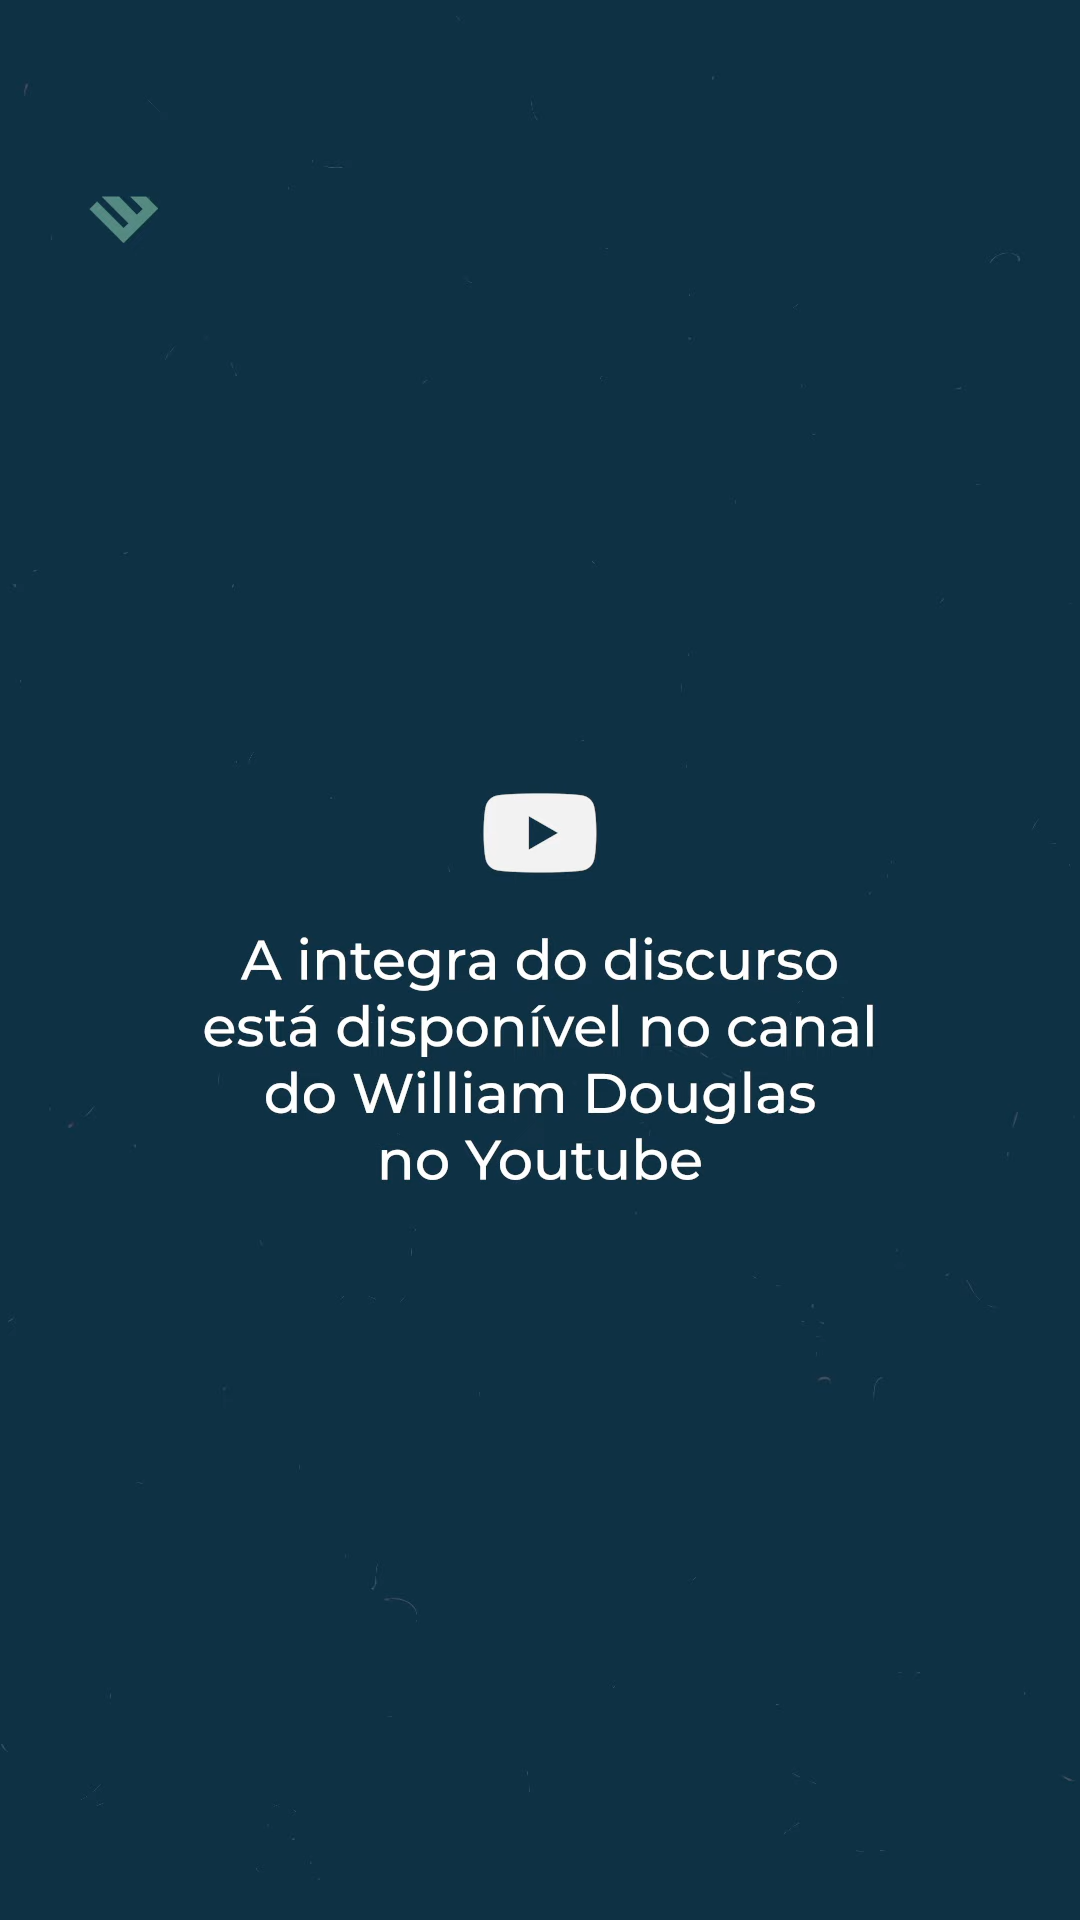 A integra do discurso
está disponível no canal
do William Douglas
no Youtube